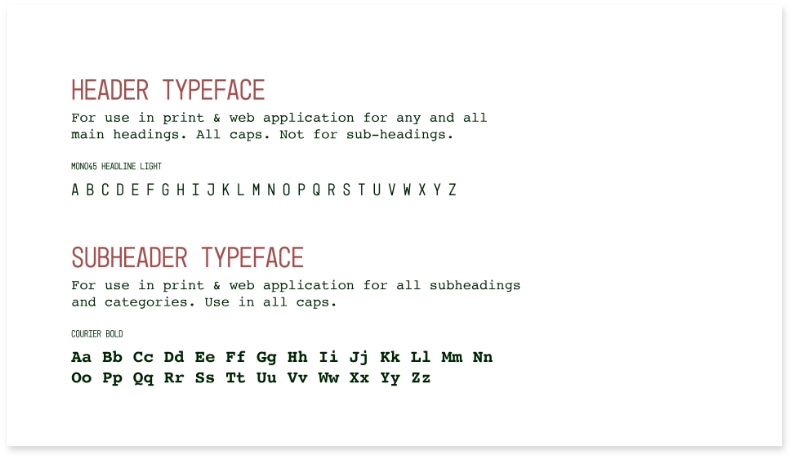 HEADER TYPEFACE
For use in print & web application for any and all
main headings. All caps. Not for sub-headings.
MONO45 HEADLINE LIGHT
A B C D E F G H I J K L M N O P Q R S T U V W X Y Z
SUBHEADER TYPEFACE
For use in print & web application for all subheadings
and categories. Use in all caps.
COURIER BOLD
Aa Bb Cc Dd Ee Ff Gg Hh Ii Jj Kk Ll Mm Nn
Oo Pp Qq Rr Ss Tt Uu Vv Ww Xx Yy Zz